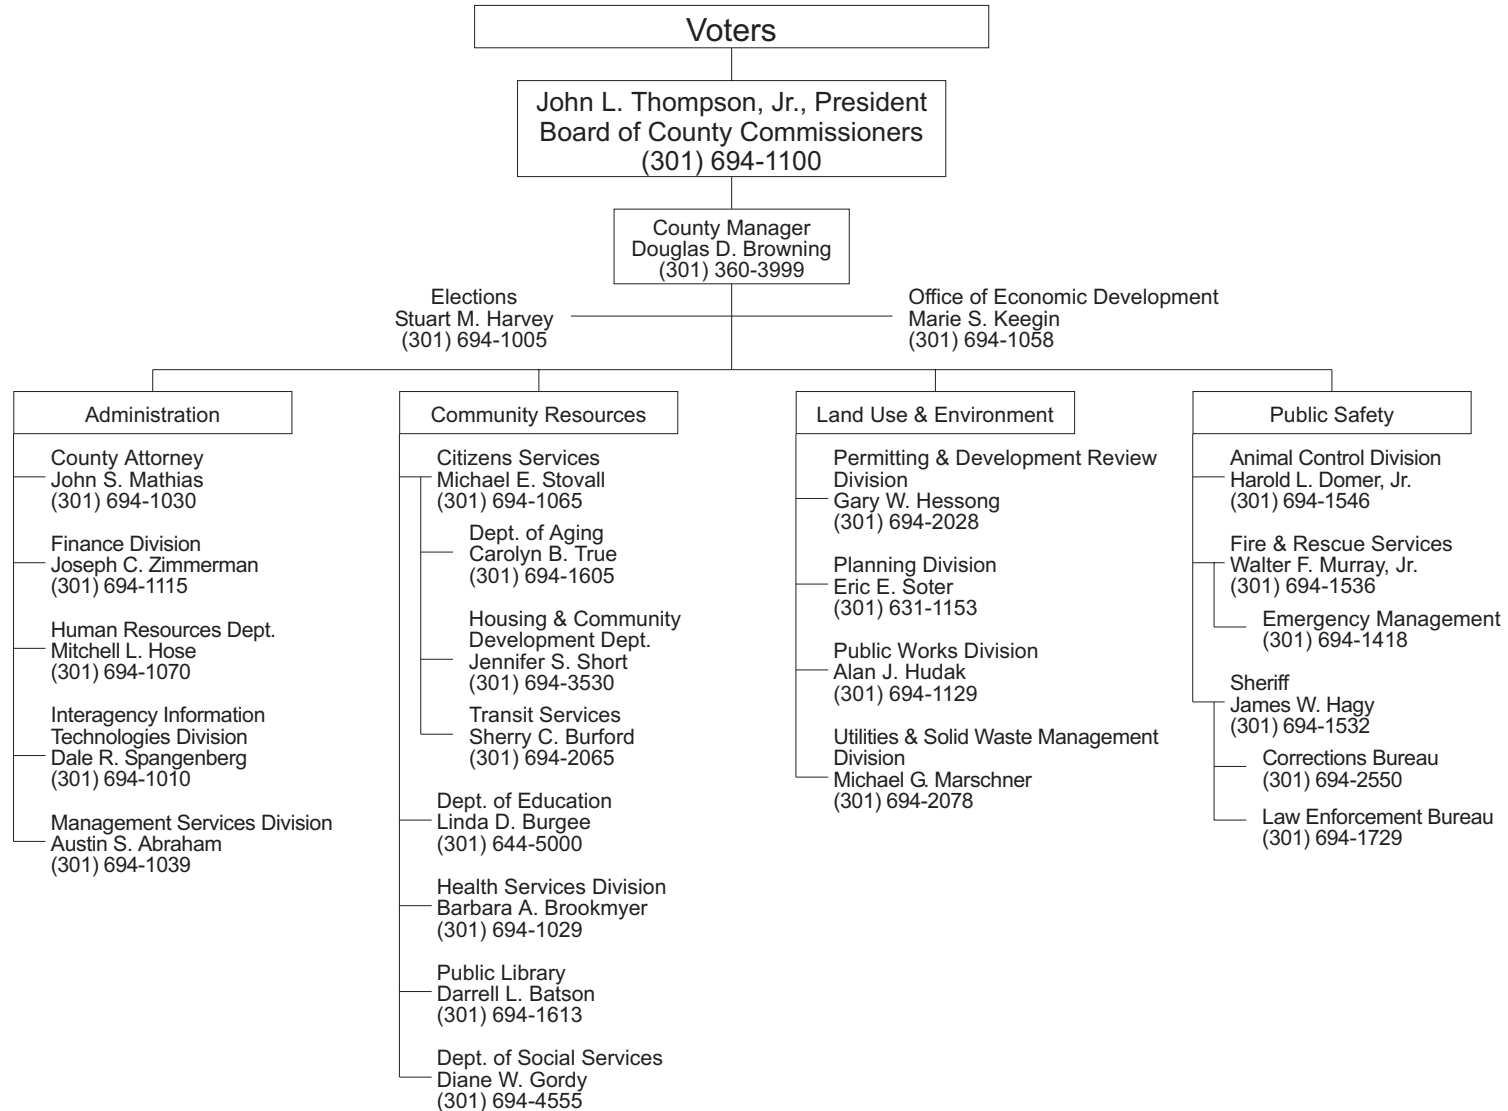 Voters
John L. Thompson, Jr., President
Board of County Commissioners
(301) 694-1100
County Manager
Douglas D. Browning
(301) 360-3999
Elections
Stuart M. Harvey
(301) 694-1005
Office of Economic Development
Marie S. Keegin
(301) 694-1058
Administration
County Attorney
John S. Mathias
(301) 694-1030
Finance Division
Joseph C. Zimmerman
(301) 694-1115
Human Resources Dept.
Mitchell L. Hose
(301) 694-1070
Interagency Information
Technologies Division
Dale R. Spangenberg
(301) 694-1010
Management Services Division
Austin S. Abraham
(301) 694-1039
Community Resources
Citizens Services
Michael E. Stovall
(301) 694-1065
Dept. of Aging
Carolyn B. True
(301) 694-1605
Housing & Community
Development Dept.
Jennifer S. Short
(301) 694-3530
Transit Services
Sherry C. Burford
(301) 694-2065
Dept. of Education
Linda D. Burgee
(301) 644-5000
Health Services Division
Barbara A. Brookmyer
(301) 694-1029
Public Library
Darrell L. Batson
(301) 694-1613
Dept. of Social Services
Diane W. Gordy
(301) 694-4555
Land Use & Environment
Permitting & Development Review
Division
Gary W. Hessong
(301) 694-2028
Planning Division
Eric E. Soter
(301) 631-1153
Public Works Division
Alan J. Hudak
(301) 694-1129
Utilities & Solid Waste Management
Division
Michael G. Marschner
(301) 694-2078
Public Safety
Animal Control Division
Harold L. Domer, Jr.
(301) 694-1546
Fire & Rescue Services
Walter F. Murray, Jr.
(301) 694-1536
Emergency Management
(301) 694-1418
Sheriff
James W. Hagy
(301) 694-1532
Corrections Bureau
(301) 694-2550
Law Enforcement Bureau
(301) 694-1729